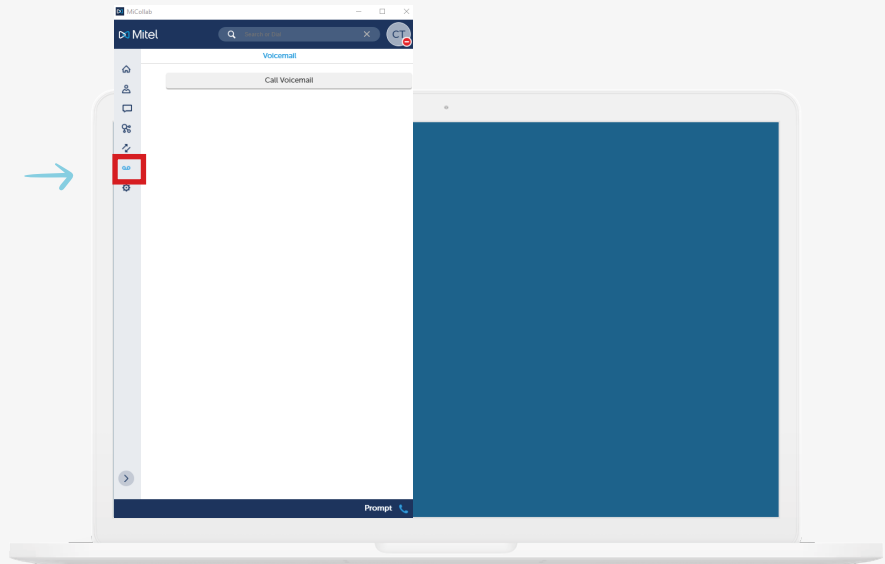 MiCollab
Mitel
Search or Dial
CT
Voicemail
Call Voicemail
Prompt